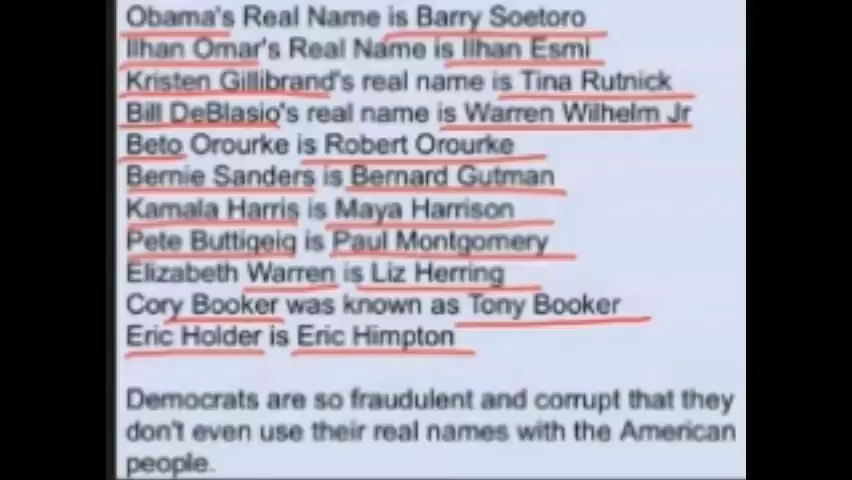 Obama's Real Name is Barry Soetoro
Ilhan Omar's Real Name is Ilhan Esmi
Kristen Gillibrand's real name is Tina Rutnick
Bill DeBlasio's real name is Warren Wilhelm Jr
Beto Orourke is Robert Orourke
Bernie Sanders is Bernard Gutman
Kamala Harris is Maya Harrison
Pete Buttigeig is Paul Montgomery
Elizabeth Warren is Liz Herring
Cory Booker was known as Tony Booker
Eric Holder is Eric Himpton
Democrats are so fraudulent and corrupt that they
don't even use their real names with the American
people.